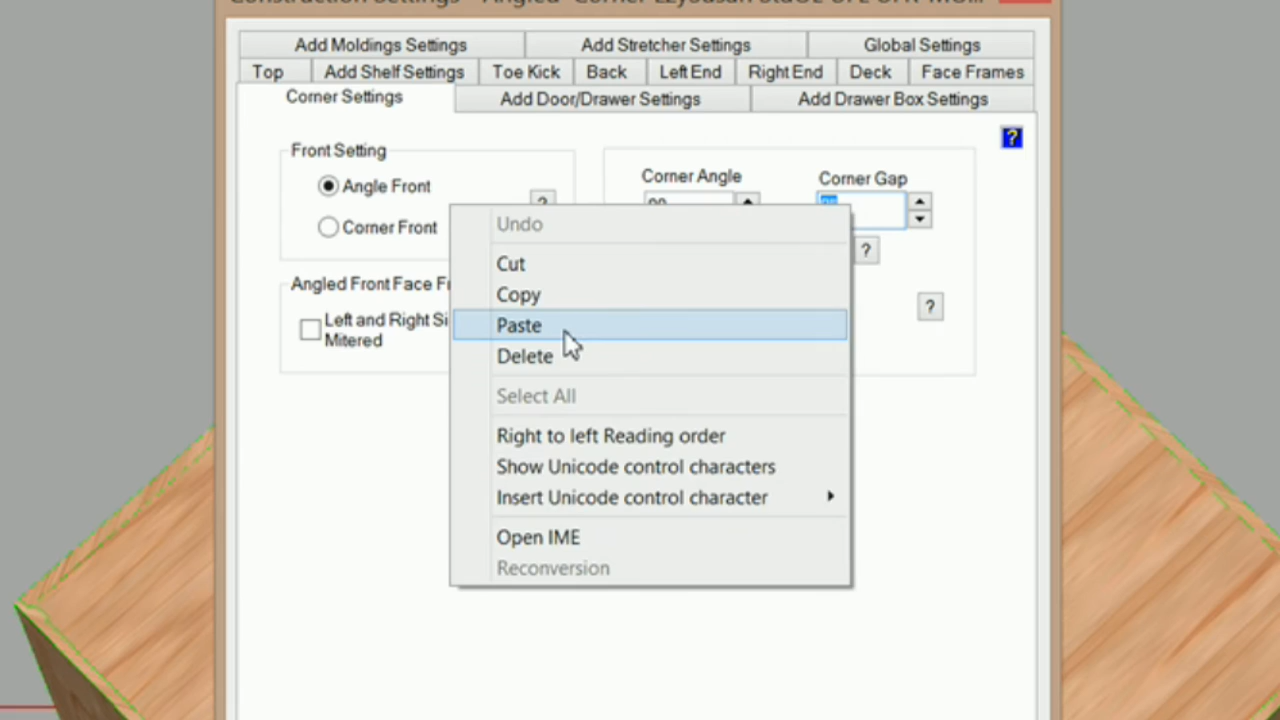 Add Moldings Settings Add Stretcher Settings Global Settings
Top Add Shelf Settings Toe Kick Back Left End Right End Deck Face Frames
Corner Settings Add Door/Drawer Settings Add Drawer Box Settings
?
Front Setting
Angle Front
Corner Front
?
Corner Angle Corner Gap
90
?
?
Angled Front Face
Left and Right
Mitered
Undo
Cut
Copy
Paste
Delete
Select All
Right to left Reading order
Show Unicode control characters
Insert Unicode control character
Open IME
Reconversion